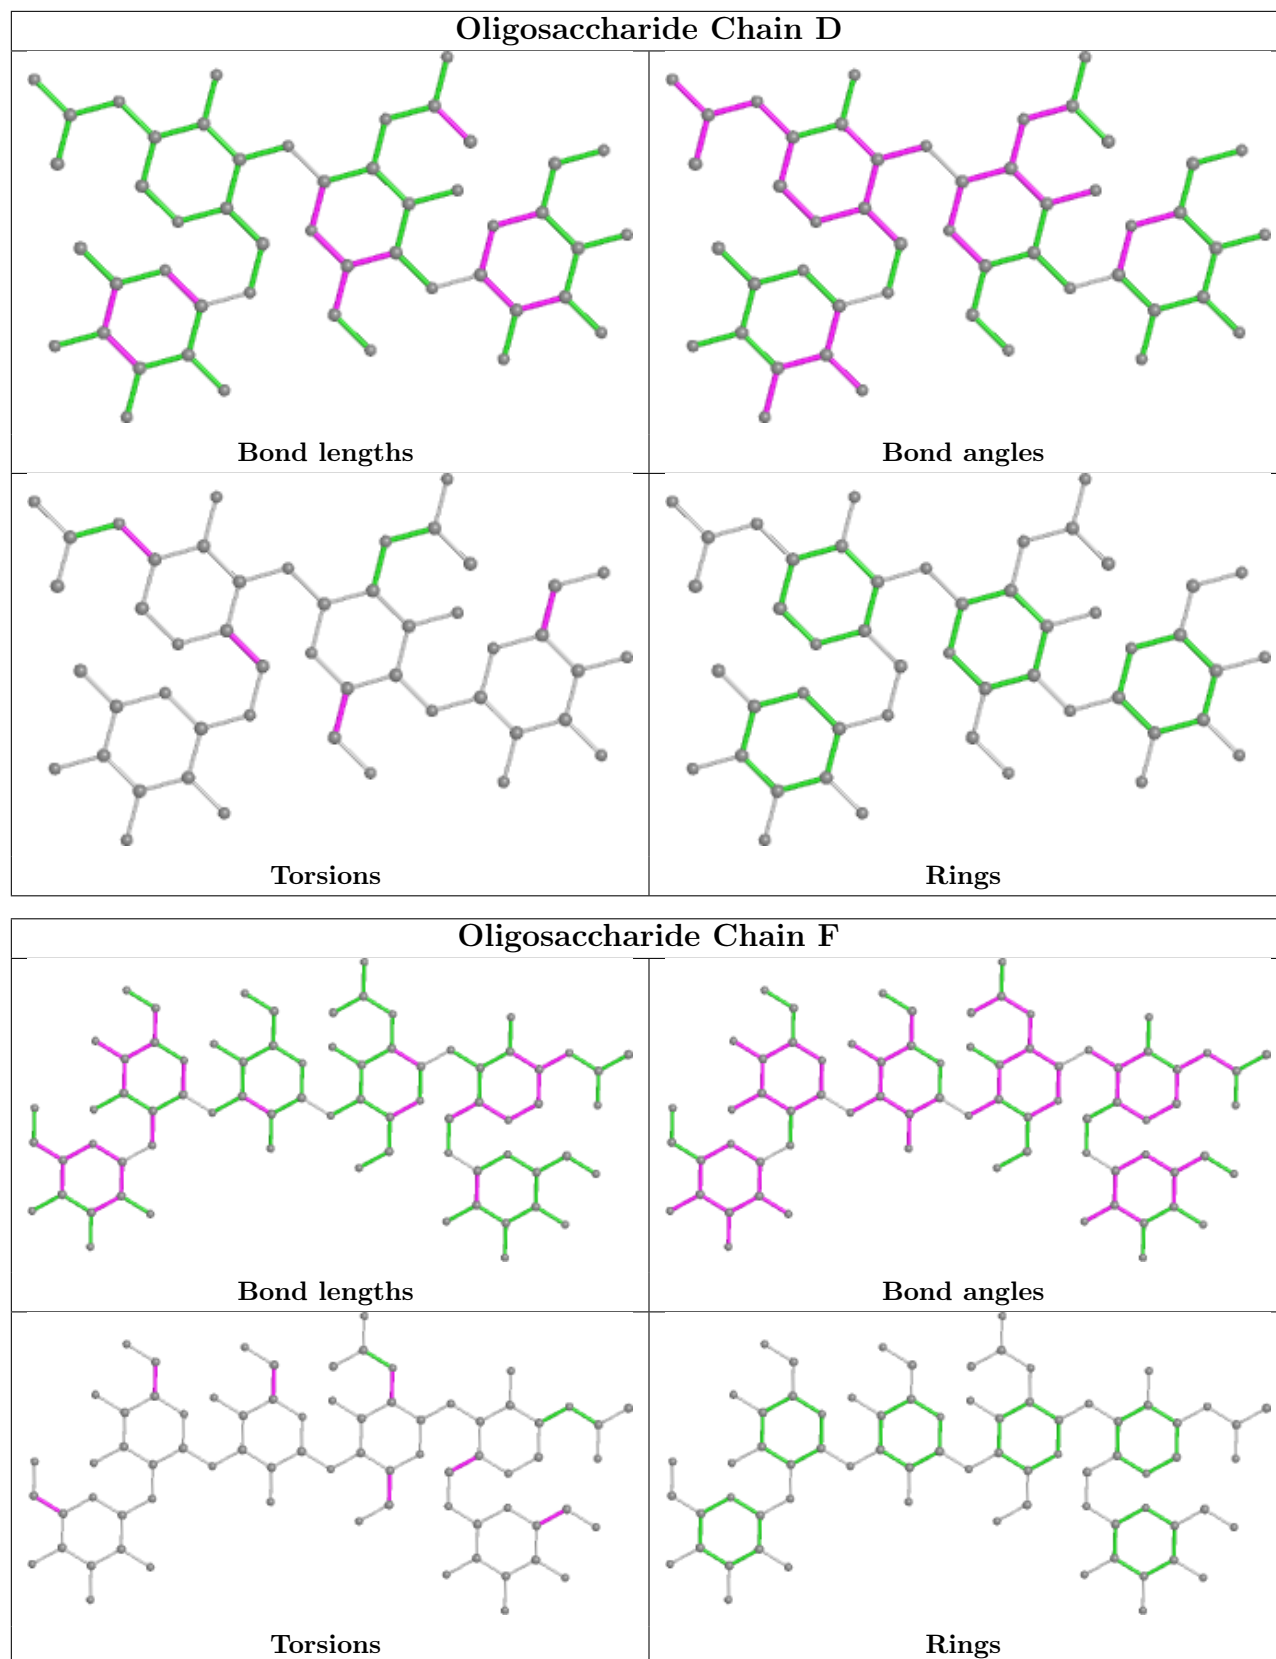 Oligosaccharide Chain D
Bond lengths
Bond angles
Torsions
Rings
Oligosaccharide Chain F
Bond lengths
Bond angles
Torsions
Rings